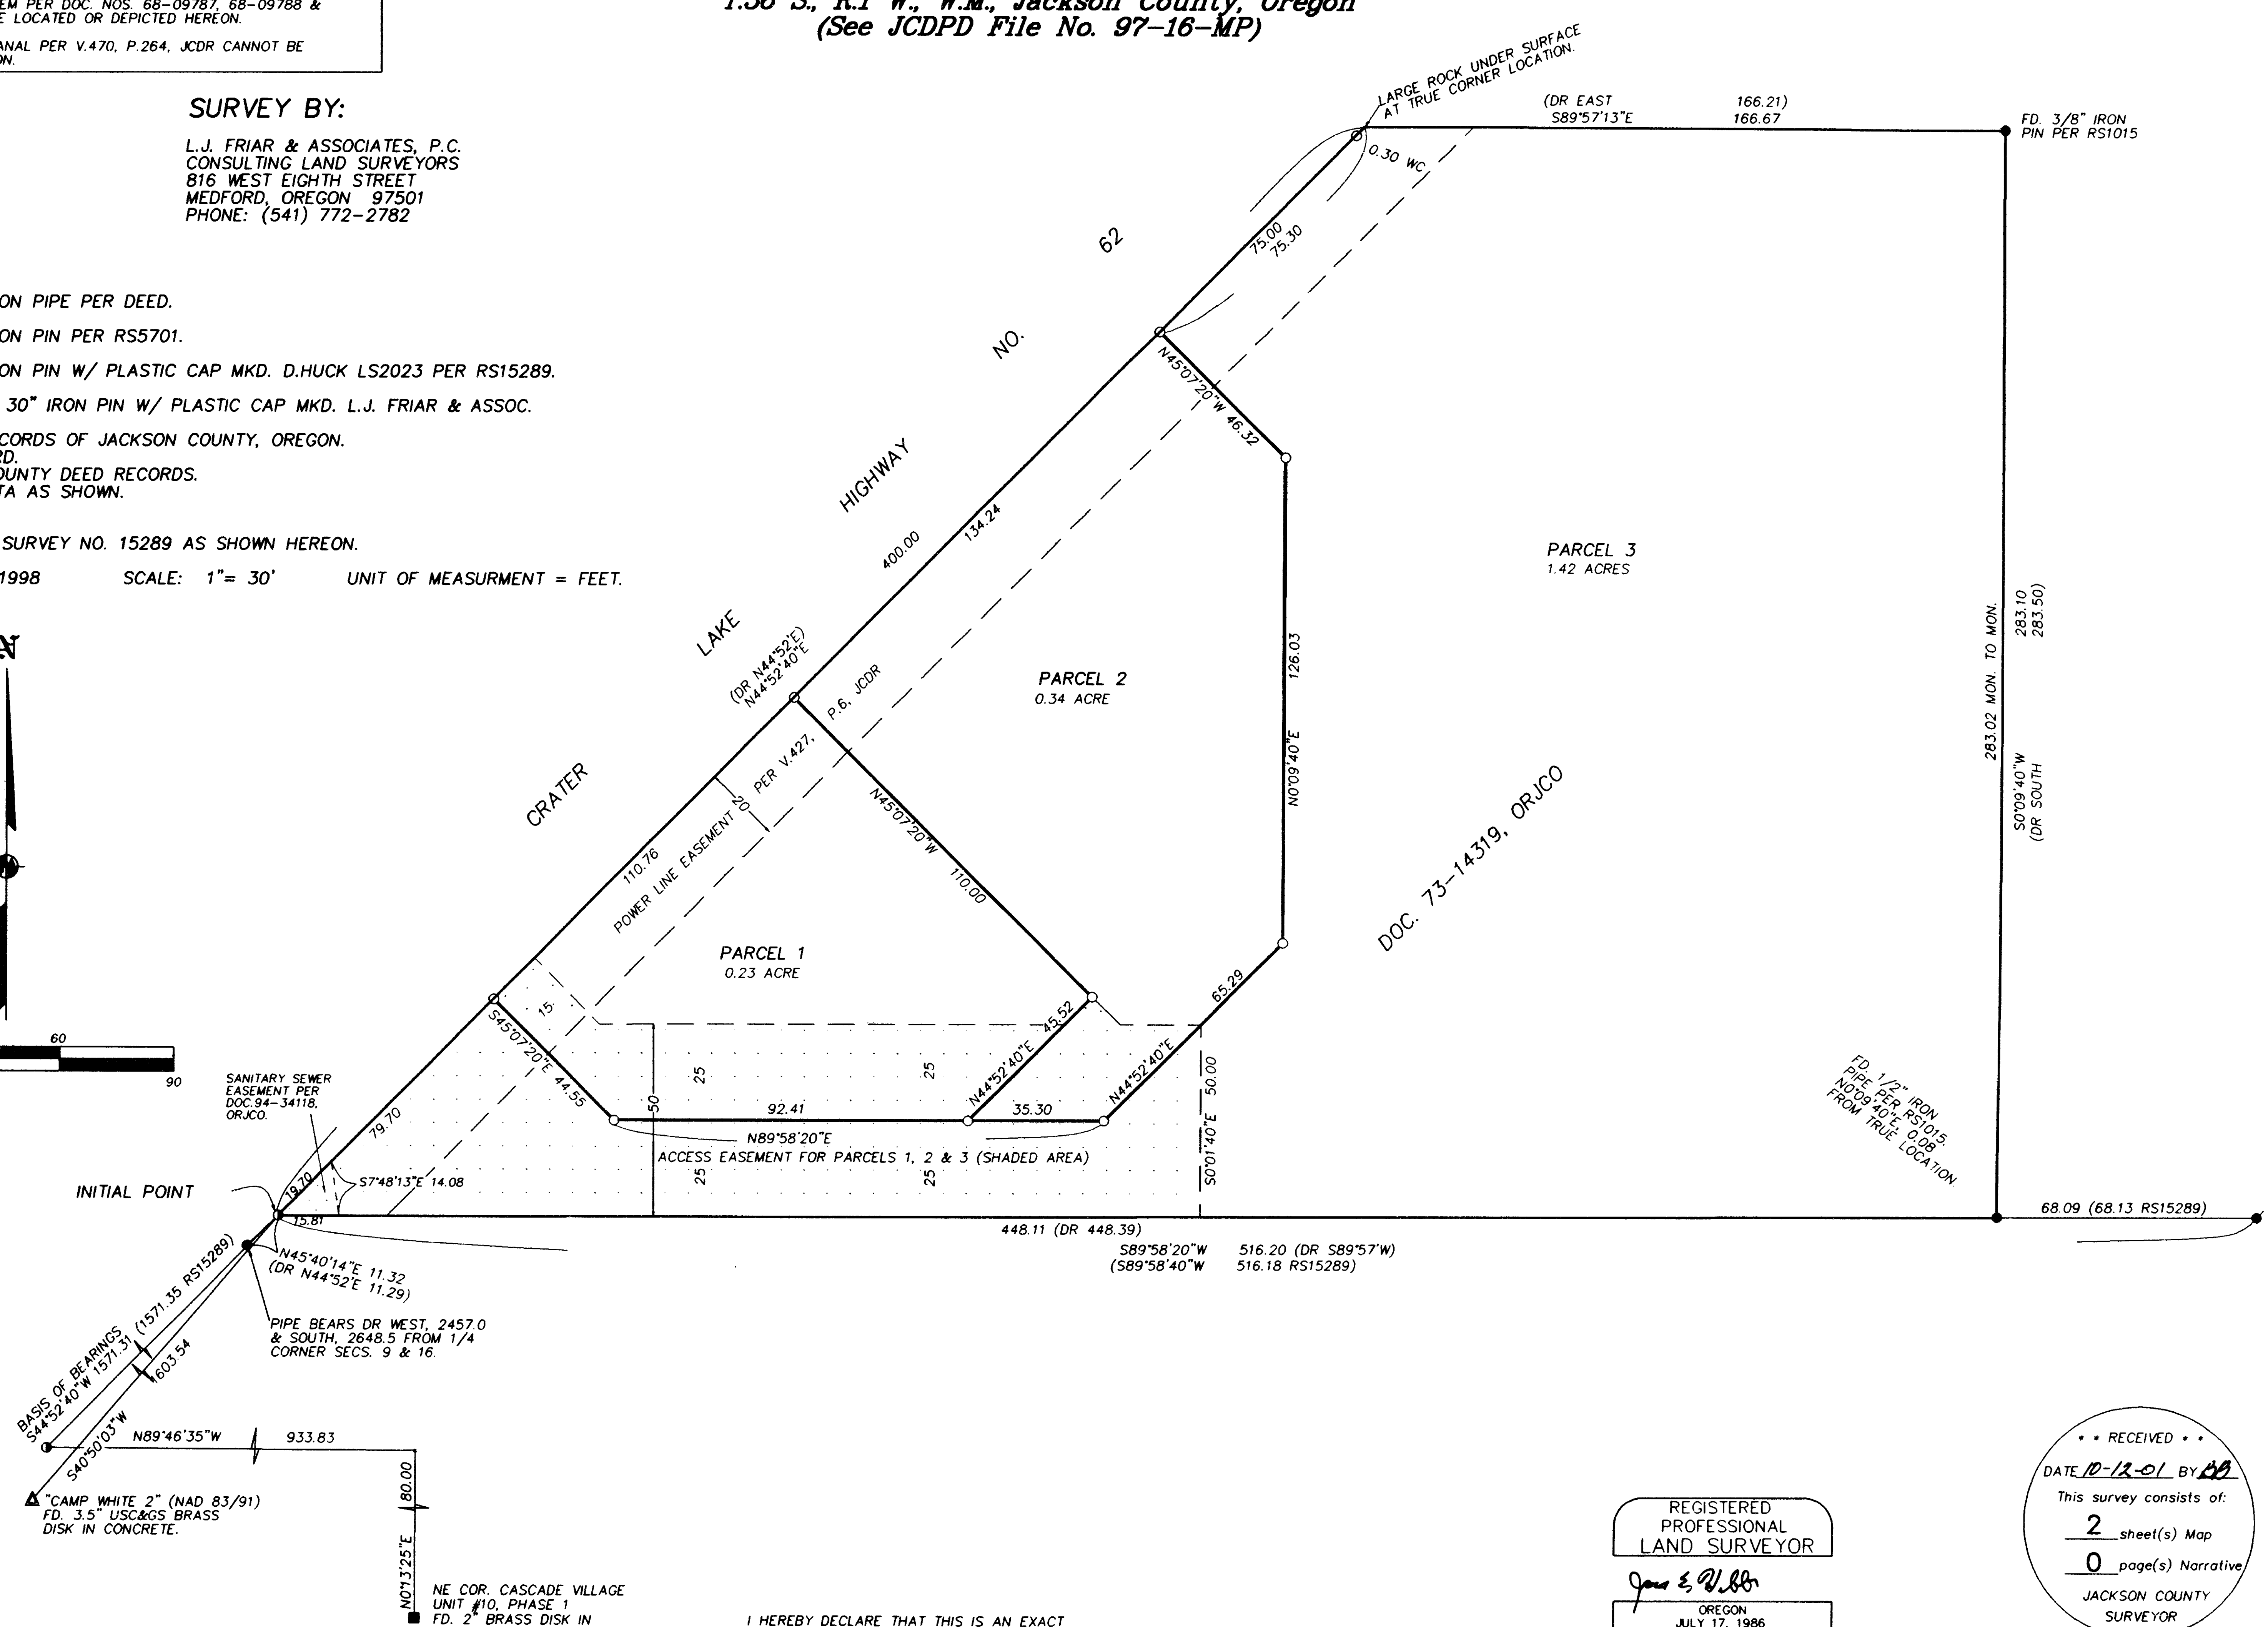 EM PER DOC. NOS. 68-09787, 68-09788 &
E LOCATED OR DEPICTED HEREON.
ANAL PER V.470, P.264, JCDR CANNOT BE
ON.
T.36 S., R.1 W., W.M., Jackson County, Oregon
(See JCDPD File No. 97-16-MP)
SURVEY BY:
L.J. FRIAR & ASSOCIATES, P.C.
CONSULTING LAND SURVEYORS
816 WEST EIGHTH STREET
MEDFORD, OREGON 97501
PHONE: (541) 772-2782
ON PIPE PER DEED.
ON PIN PER RS5701.
ON PIN W/ PLASTIC CAP MKD. D.HUCK LS2023 PER RS15289.
30" IRON PIN W/ PLASTIC CAP MKD. L.J. FRIAR & ASSOC.
CORDS OF JACKSON COUNTY, OREGON.
RD.
OUNTY DEED RECORDS.
TA AS SHOWN.
SURVEY NO. 15289 AS SHOWN HEREON.
1998 SCALE: 1"= 30' UNIT OF MEASURMENT = FEET.
N
60
90
LARGE ROCK UNDER SURFACE
AT TRUE CORNER LOCATION.
(DR EAST 166.21)
S89°57'13"E 166.67
FD. 3/8" IRON
PIN PER RS1015
0.30 WC
75.00
75.30
CRATER LAKE HIGHWAY NO. 62
N45°07'20"W 46.32
134.24
400.00
PARCEL 3
1.42 ACRES
283.02 MON. TO MON.
283.10
283.50)
S0°09'40"W
(DR SOUTH
126.03
N0°09'40"E
PARCEL 2
0.34 ACRE
(DR N44°52'E)
N44°52'40"E
POWER LINE EASEMENT PER V.427, P.6, JCDR
20
110.76
N45°07'20"W 110.00
DOC. 73-14319, ORJCO
PARCEL 1
0.23 ACRE
15
S45°07'20"E 44.55
65.29
45.52
N44°52'40"E
N44°52'40"E
25
25
50
92.41
35.30
N89°58'20"E
ACCESS EASEMENT FOR PARCELS 1, 2 & 3 (SHADED AREA)
25
25
S0°01'40"E 50.00
SANITARY SEWER
EASEMENT PER
DOC.94-34118,
ORJCO.
79.70
19.70
S7°48'13"E 14.08
15.81
INITIAL POINT
FD. 1/2" IRON
PIPE PER RS1015.
N0°09'40"E, 0.08
FROM TRUE LOCATION.
448.11 (DR 448.39)
68.09 (68.13 RS15289)
S89°58'20"W 516.20 (DR S89°57'W)
(S89°58'40"W 516.18 RS15289)
N45°40'14"E 11.32
(DR N44°52'E 11.29)
PIPE BEARS DR WEST, 2457.0
& SOUTH, 2648.5 FROM 1/4
CORNER SECS. 9 & 16.
BASIS OF BEARINGS
S44°52'40"W 1571.31 (1571.35 RS15289)
S40°50'03"W 1603.54
N89°46'35"W 933.83
"CAMP WHITE 2" (NAD 83/91)
FD. 3.5" USC&GS BRASS
DISK IN CONCRETE.
N0°13'25"E 80.00
NE COR. CASCADE VILLAGE
UNIT #10, PHASE 1
FD. 2" BRASS DISK IN
I HEREBY DECLARE THAT THIS IS AN EXACT
REGISTERED
PROFESSIONAL
LAND SURVEYOR
OREGON
JULY 17, 1986
* * RECEIVED * *
DATE 10-12-01 BY BB
This survey consists of:
2 sheet(s) Map
0 page(s) Narrative
JACKSON COUNTY
SURVEYOR